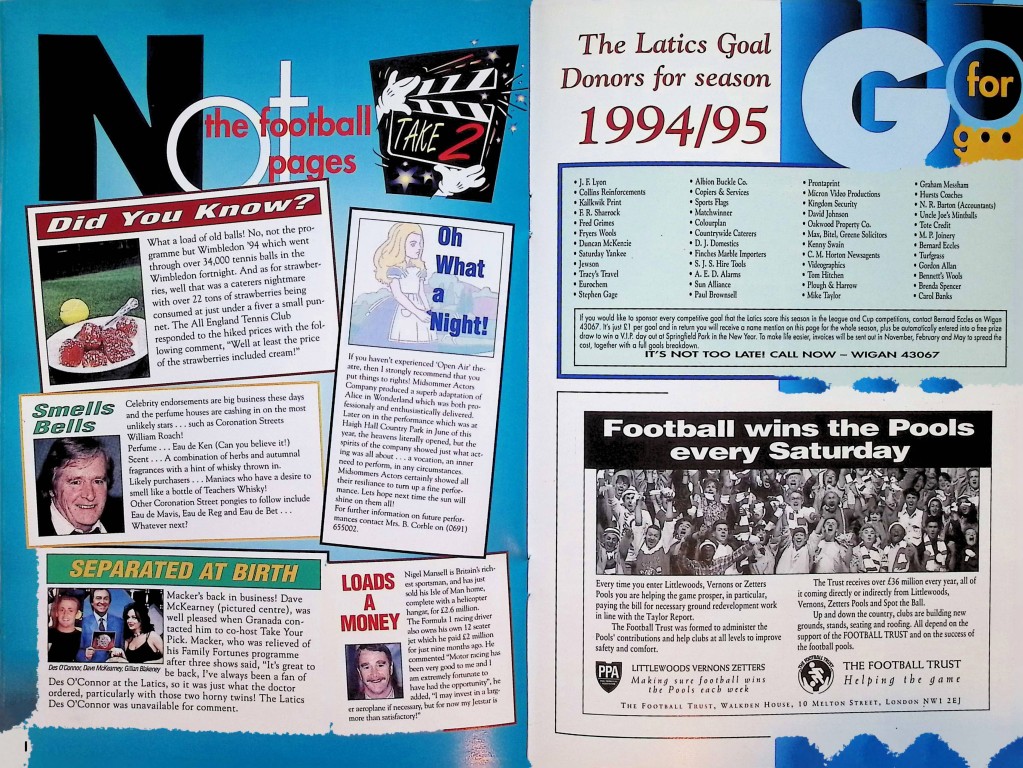 Not
the football
pages
TAKE 2
Did You Know?
What a load of old balls! No, not the pro-
gramme but Wimbledon '94 which went
through over 34,000 tennis balls in the
Wimbledon fortnight. And as for strawber-
ries, well that was a caterers nightmare
with over 22 tons of strawberries being
consumed at just under a fiver a small pun-
net. The All England Tennis Club
responded to the hiked prices with the fol-
lowing comment, "Well at least the price
of the strawberries included cream!"
Smells
Bells
Celebrity endorsements are big business these days
and the perfume houses are cashing in on the most
unlikely stars . . . such as Coronation Streets
William Roach!
Perfume . . . Eau de Ken (Can you believe it!)
Scent . . . A combination of herbs and autumnal
fragrances with a hint of whisky thrown in.
Likely purchasers . . . Maniacs who have a desire to
smell like a bottle of Teachers Whisky!
Other Coronation Street pongies to follow include
Eau de Mavis, Eau de Reg and Eau de Bet . . .
Whatever next?
Oh
What
a
Night!
If you haven't experienced 'Open Air' the-
atre, then I strongly recommend that you
put things to rights! Midsommer Actors
Company produced a superb adaptation of
Alice in Wonderland which was both pro-
fessionaly and enthusiastically delivered.
Later on in the performance which was at
Haigh Hall Country Park in June of this
year, the heavens literally opened, but the
spirits of the company showed just what act-
ing was all about . . . a vocation, an inner
need to perform, in any circumstances.
Midsommers Actors certainly showed all
their resiliance to turn up a fine perfor-
mance. Lets hope next time the sun will
shine on them all!
For further information on future perfor-
mances contact Mrs. B. Corble on (0691)
655002.
SEPARATED AT BIRTH
Des O'Connor, Dave McKearney, Gillian Blakeney
Macker's back in business! Dave
McKearney (pictured centre), was
well pleased when Granada con-
tacted him to co-host Take Your
Pick. Macker, who was relieved of
his Family Fortunes programme
after three shows said, "It's great to
be back, I've always been a fan of
Des O'Connor at the Latics, so it was just what the doctor
ordered, particularly with those two horny twins! The Latics
Des O'Connor was unavailable for comment.
LOADS
A
MONEY
Nigel Mansell is Britain's rich-
est sportsman, and has just
sold his Isle of Man home,
complete with a helicopter
hangar, for £2.6 million.
The Formula 1 racing driver
also owns his own 12 seater
jet which he paid £2 million
for just nine months ago. He
commented "Motor racing has
been very good to me and I
am extremely fortunate to
have had the opportunity", he
added, "I may invest in a larg-
er aeroplane if necessary, but for now my Jetstar is
more than satisfactory!"
The Latics Goal
Donors for season
1994/95
Go
for
g
• J. F. Lyon
• Collins Reinforcements
• Kallkwik Print
• F. R. Sharrock
• Fred Grimes
• Fryers Wools
• Duncan McKenzie
• Saturday Yankee
• Jewson
• Tracy's Travel
• Eurochem
• Stephen Gage
• Albion Buckle Co.
• Copiers & Services
• Sports Flags
• Matchwinner
• Colourplan
• Countrywide Caterers
• D. J. Domestics
• Finches Marble Importers
• S. J. S. Hire Tools
• A. E. D. Alarms
• Sun Alliance
• Paul Brownsell
• Prontaprint
• Micron Video Productions
• Kingdom Security
• David Johnson
• Oakwood Property Co.
• Max, Bitel, Greene Solicitors
• Kenny Swain
• C. M. Horton Newsagents
• Videographics
• Tom Hitchen
• Plough & Harrow
• Mike Taylor
• Graham Messham
• Hursts Coaches
• N. R. Barton (Accountants)
• Uncle Joe's Mintballs
• Tote Credit
• M. P. Joinery
• Bernard Eccles
• Turfgrass
• Gordon Allan
• Bennett's Wools
• Brenda Spencer
• Carol Banks
If you would like to sponsor every competitive goal that the Latics score this season in the League and Cup competitions, contact Bernard Eccles on Wigan
43067. It's just £1 per goal and in return you will receive a name mention on this page for the whole season, plus be automatically entered into a free prize
draw to win a V.I.P. day out at Springfield Park in the New Year. To make life easier, invoices will be sent out in November, February and May to spread the
cost, together with a full goals breakdown.
IT'S NOT TOO LATE! CALL NOW – WIGAN 43067
Football wins the Pools
every Saturday
Every time you enter Littlewoods, Vernons or Zetters
Pools you are helping the game prosper, in particular,
paying the bill for necessary ground redevelopment work
in line with the Taylor Report.
The Football Trust was formed to administer the
Pools' contributions and help clubs at all levels to improve
safety and comfort.
The Trust receives over £36 million every year, all of
it coming directly or indirectly from Littlewoods,
Vernons, Zetters Pools and Spot the Ball.
Up and down the country, clubs are building new
grounds, stands, seating and roofing. All depend on the
support of the FOOTBALL TRUST and on the success of
the football pools.
PPA
LITTLEWOODS VERNONS ZETTERS
Making sure football wins
the Pools each week
THE FOOTBALL TRUST
Helping the game
THE FOOTBALL TRUST, WALKDEN HOUSE, 10 MELTON STREET, LONDON NW1 2EJ